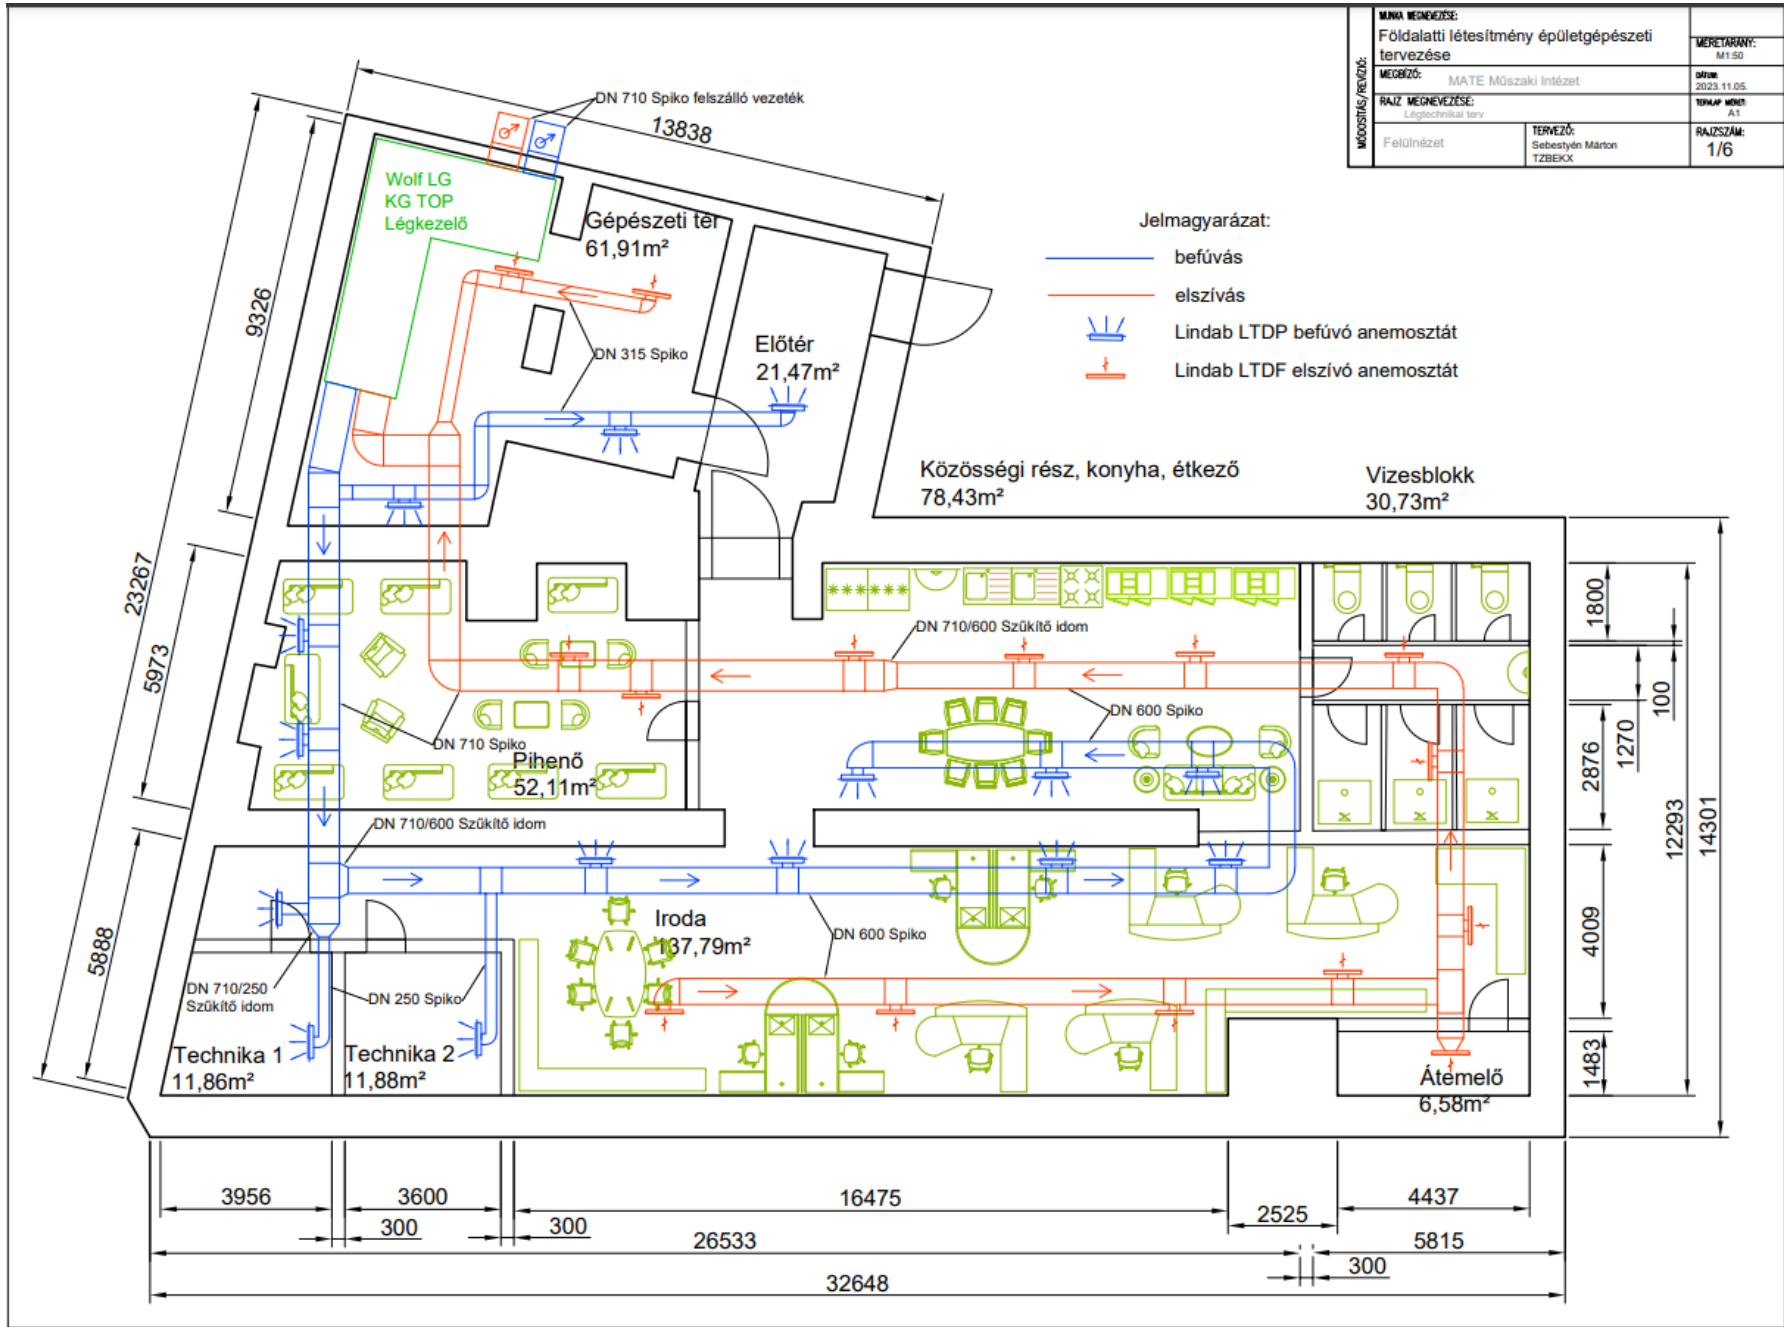 MÓDOSÍTÁS/REVÍZIÓ:
MUNKA MEGNEVEZÉSE:
Földalatti létesítmény épületgépészeti
tervezése
MÉRETARÁNY:
M1:50
MEGBÍZÓ:
MATE Műszaki Intézet
DÁTUM:
2023.11.05.
RAJZ MEGNEVEZÉSE:
Légtechnikai terv
TERVLAP MÉRET:
A1
Felülnézet
TERVEZŐ:
Sebestyén Márton
TZBEKX
RAJZSZÁM:
1/6
DN 710 Spiko felszálló vezeték
13838
Wolf LG
KG TOP
Légkezelő
Gépészeti tér
61,91m²
Jelmagyarázat:
befúvás
elszívás
Lindab LTDP befúvó anemosztát
Lindab LTDF elszívó anemosztát
9326
DN 315 Spiko
Előtér
21,47m²
Közösségi rész, konyha, étkező
78,43m²
Vizesblokk
30,73m²
23267
5973
5888
DN 710/600 Szűkítő idom
DN 600 Spiko
DN 710 Spiko
Pihenő
52,11m²
DN 710/600 Szűkítő idom
1800
100
1270
2876
12293
14301
4009
1483
Iroda
137,79m²
DN 600 Spiko
DN 710/250
Szűkítő idom
DN 250 Spiko
Technika 1
11,86m²
Technika 2
11,88m²
Átemelő
6,58m²
3956
3600
16475
4437
300
300
2525
26533
5815
300
32648